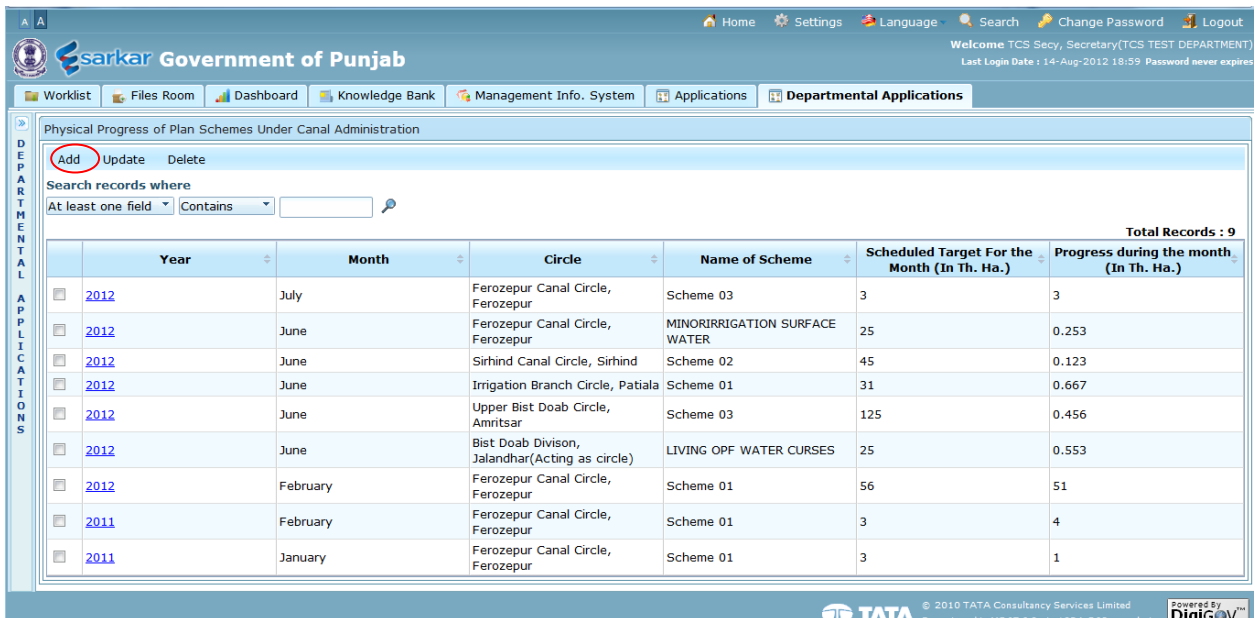 A A Home Settings Language Search Change Password Logout
esarkar Government of Punjab
Welcome TCS Secy, Secretary(TCS TEST DEPARTMENT)
Last Login Date : 14-Aug-2012 18:59 Password never expires
Worklist Files Room Dashboard Knowledge Bank Management Info. System Applications Departmental Applications
DEPARTMENTAL APPLICATIONS
Physical Progress of Plan Schemes Under Canal Administration
Add Update Delete
Search records where
At least one field Contains
Total Records : 9
Year Month Circle Name of Scheme Scheduled Target For the Month (In Th. Ha.) Progress during the month (In Th. Ha.)
2012 July Ferozepur Canal Circle, Ferozepur Scheme 03 3 3
2012 June Ferozepur Canal Circle, Ferozepur MINORIRRIGATION SURFACE WATER 25 0.253
2012 June Sirhind Canal Circle, Sirhind Scheme 02 45 0.123
2012 June Irrigation Branch Circle, Patiala Scheme 01 31 0.667
2012 June Upper Bist Doab Circle, Amritsar Scheme 03 125 0.456
2012 June Bist Doab Divison, Jalandhar(Acting as circle) LIVING OPF WATER CURSES 25 0.553
2012 February Ferozepur Canal Circle, Ferozepur Scheme 01 56 51
2011 February Ferozepur Canal Circle, Ferozepur Scheme 01 3 4
2011 January Ferozepur Canal Circle, Ferozepur Scheme 01 3 1
TATA © 2010 TATA Consultancy Services Limited
Powered By
DigiGOV™